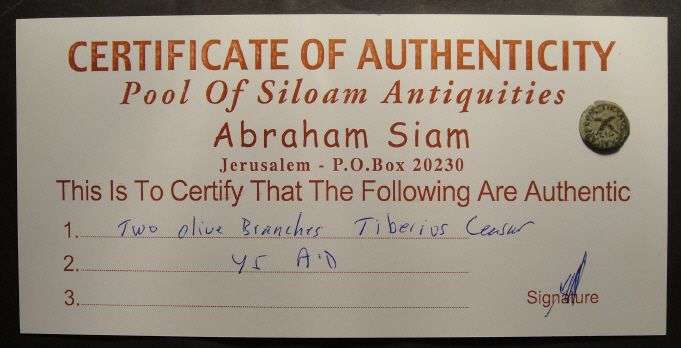 CERTIFICATE OF AUTHENTICITY
Pool Of Siloam Antiquities
Abraham Siam
Jerusalem - P.O.Box 20230
This Is To Certify That The Following Are Authentic
1. Two olive Branches Tiberius
2. 45 A.D
3.
Signature